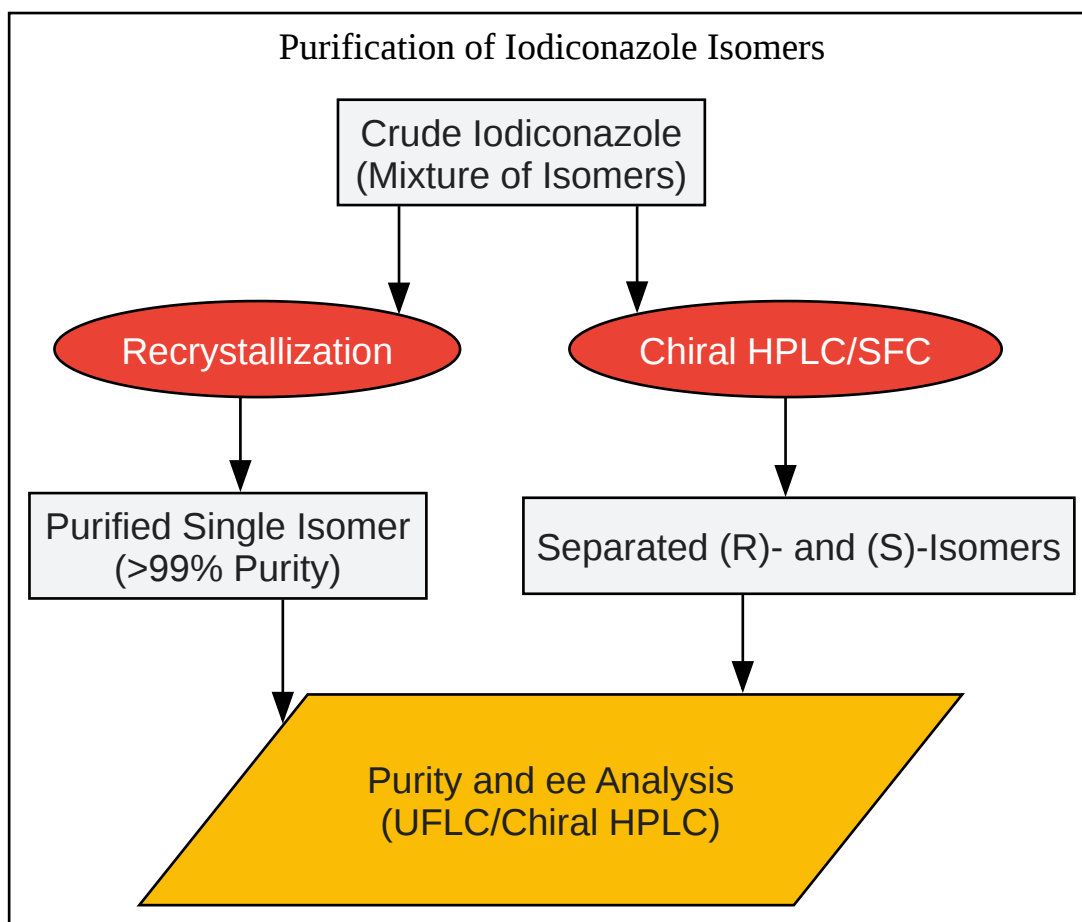 Purification of Iodiconazole Isomers
Crude Iodiconazole
(Mixture of Isomers)
Recrystallization
Chiral HPLC/SFC
Purified Single Isomer
(>99% Purity)
Separated (R)- and (S)-Isomers
Purity and ee Analysis
(UFLC/Chiral HPLC)